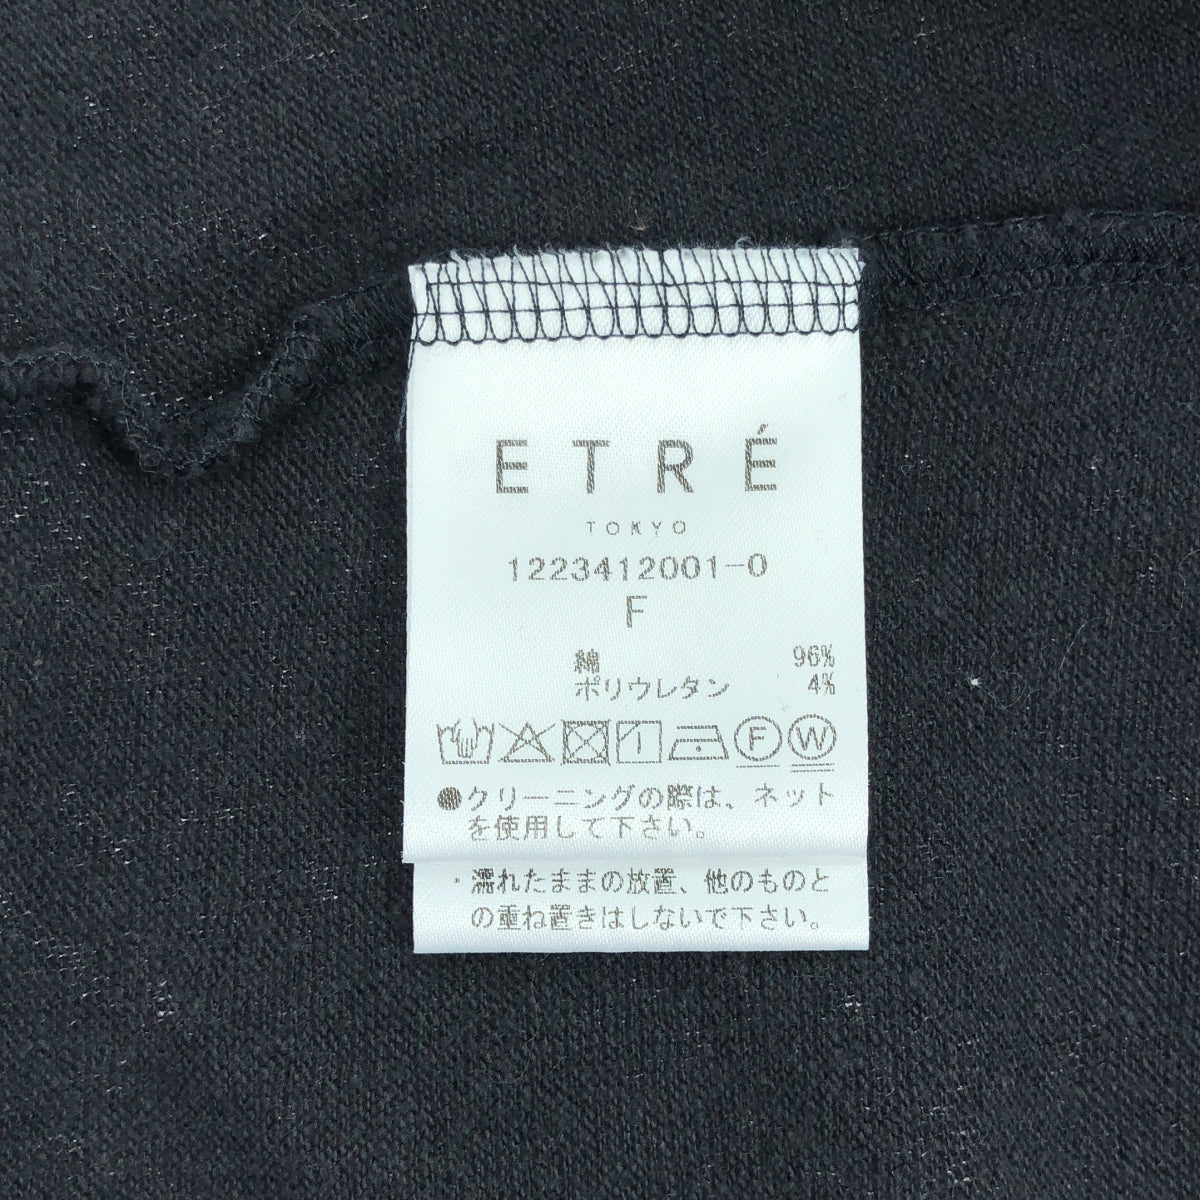 ETRÉ
TOKYO
1223412001-0
F
綿 96%
ポリウレタン 4%
F W
●クリーニングの際は、ネット
を使用して下さい。
・濡れたままの放置、他のものと
の重ね置きはしないで下さい。